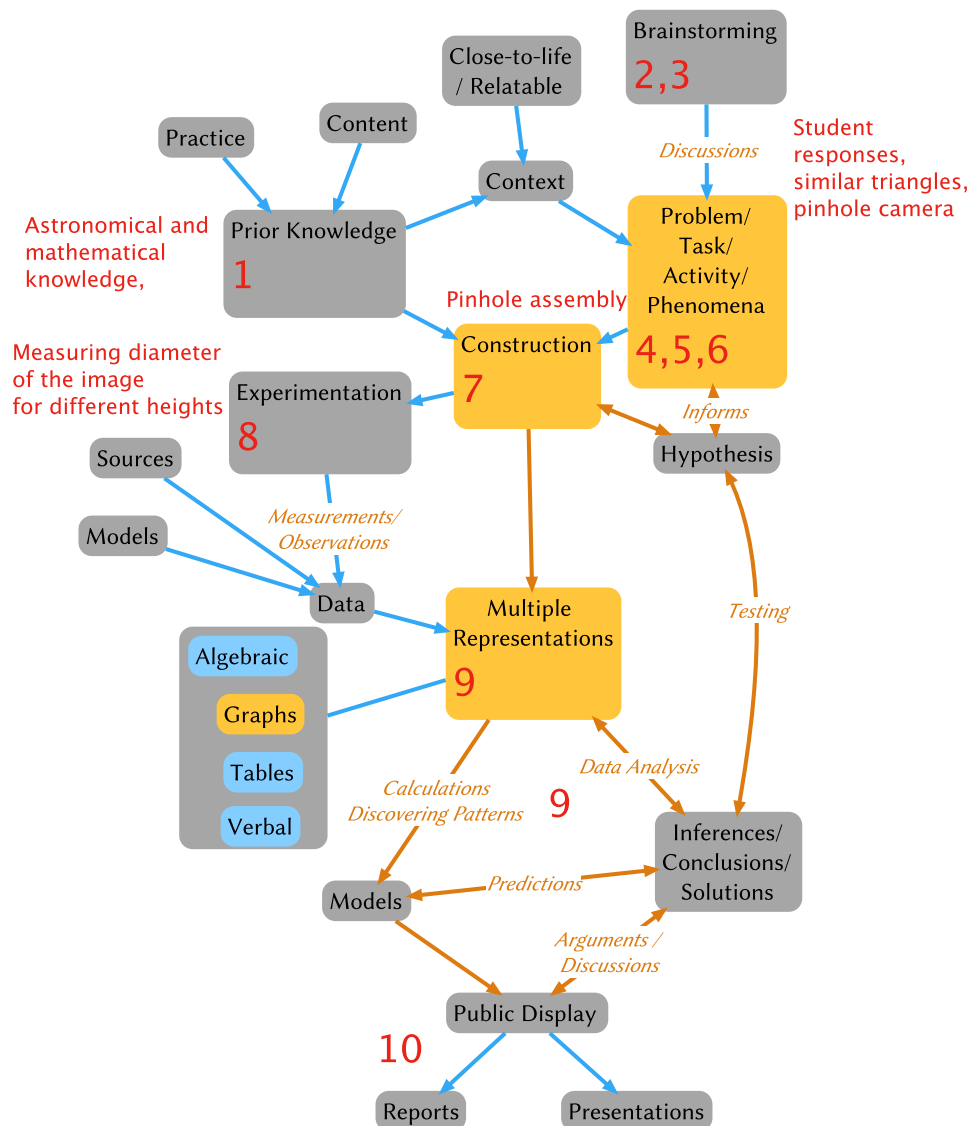 Brainstorming
2,3
Close-to-life
/ Relatable
Content
Practice
Discussions
Student
responses,
similar triangles,
pinhole camera
Context
Astronomical and
mathematical
knowledge,
Prior Knowledge
1
Problem/
Task/
Activity/
Phenomena
4,5,6
Pinhole assembly
Construction
7
Measuring diameter
of the image
for different heights
Experimentation
8
Informs
Hypothesis
Sources
Models
Measurements/
Observations
Data
Multiple
Representations
9
Testing
Algebraic
Graphs
Tables
Verbal
Data Analysis
Calculations
Discovering Patterns
9
Inferences/
Conclusions/
Solutions
Models
Predictions
Arguments /
Discussions
Public Display
10
Reports
Presentations